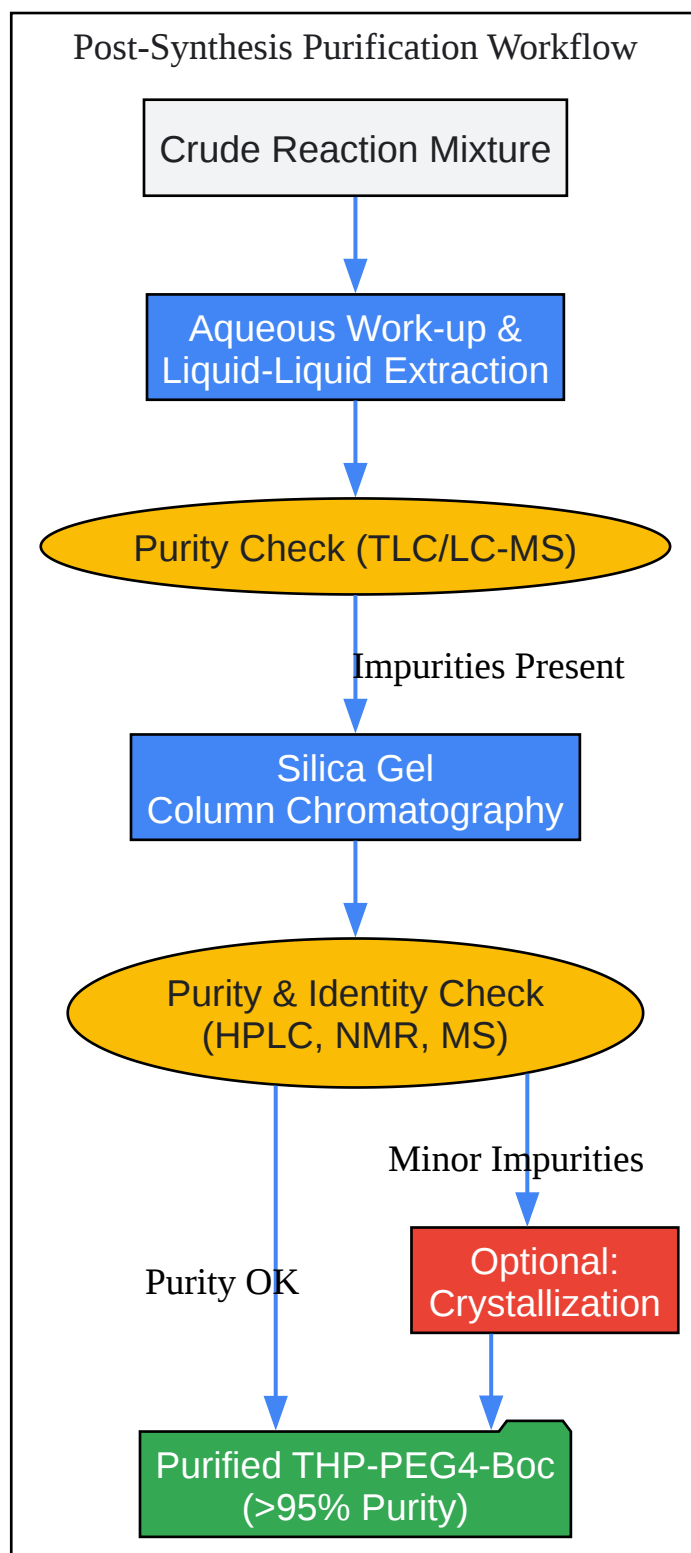 Post-Synthesis Purification Workflow
Crude Reaction Mixture
Aqueous Work-up &
Liquid-Liquid Extraction
Purity Check (TLC/LC-MS)
Impurities Present
Silica Gel
Column Chromatography
Purity & Identity Check
(HPLC, NMR, MS)
Minor Impurities
Optional:
Crystallization
Purity OK
Purified THP-PEG4-Boc
(>95% Purity)